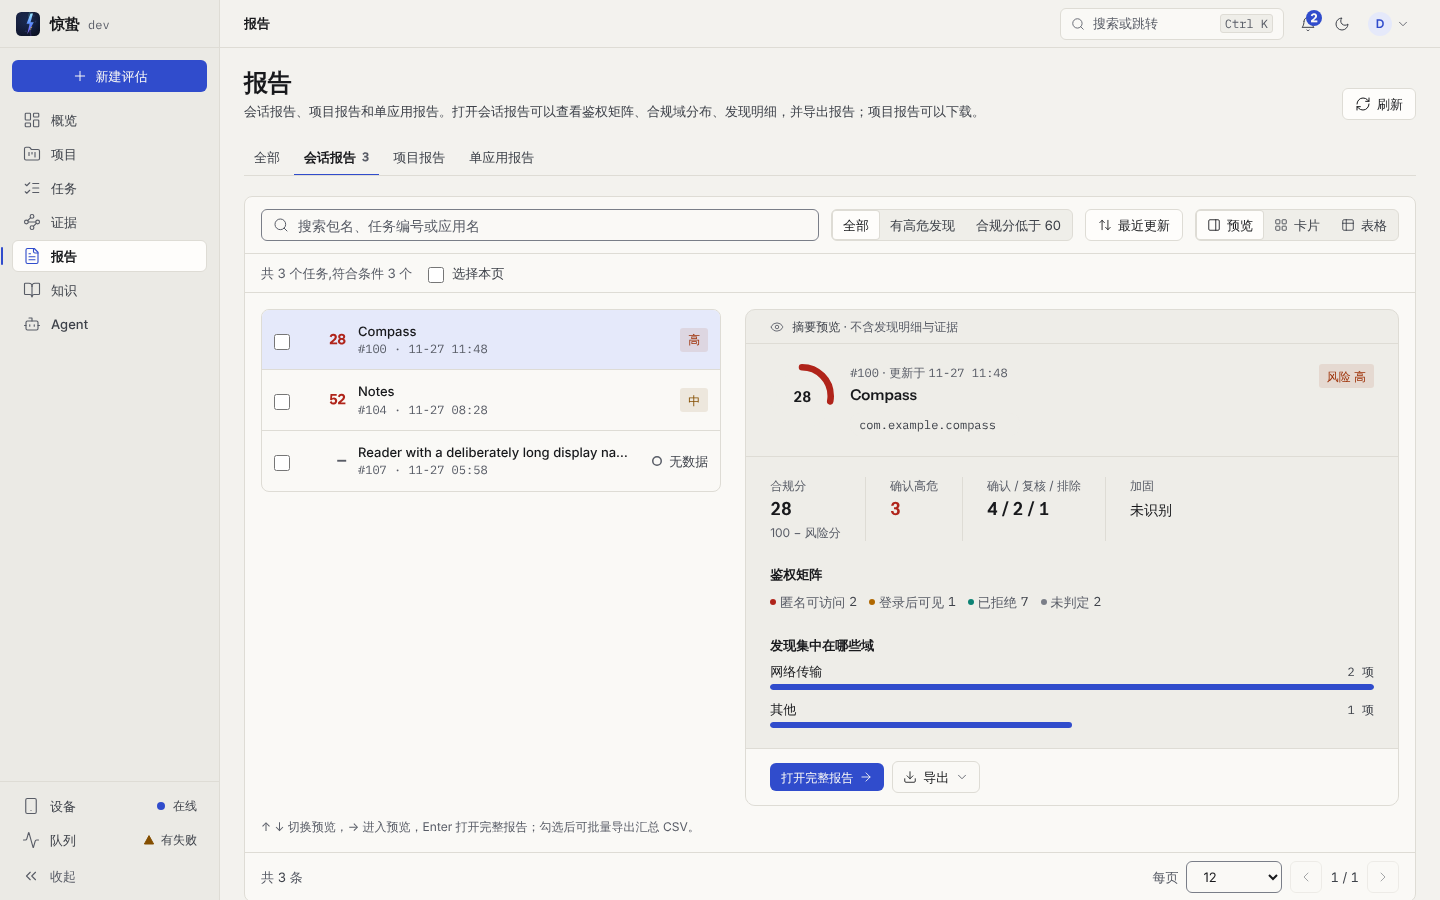 惊蛰 dev
报告
搜索或跳转 Ctrl K
2
D
新建评估
概览
项目
任务
证据
报告
知识
Agent
设备 在线
队列 有失败
收起
报告
会话报告、项目报告和单应用报告。打开会话报告可以查看鉴权矩阵、合规域分布、发现明细，并导出报告；项目报告可以下载。
刷新
全部 会话报告 3 项目报告 单应用报告
搜索包名、任务编号或应用名
全部 有高危发现 合规分低于 60
最近更新
预览 卡片 表格
共 3 个任务,符合条件 3 个 选择本页
28 Compass 高
#100 · 11-27 11:48
52 Notes 中
#104 · 11-27 08:28
– Reader with a deliberately long display na... 无数据
#107 · 11-27 05:58
摘要预览 · 不含发现明细与证据
28
#100 · 更新于 11-27 11:48
Compass
com.example.compass
风险 高
合规分
28
100 − 风险分
确认高危
3
确认 / 复核 / 排除
4 / 2 / 1
加固
未识别
鉴权矩阵
匿名可访问 2 登录后可见 1 已拒绝 7 未判定 2
发现集中在哪些域
网络传输 2 项
其他 1 项
打开完整报告 → 导出
↑ ↓ 切换预览，→ 进入预览，Enter 打开完整报告；勾选后可批量导出汇总 CSV。
共 3 条
每页 12 1 / 1